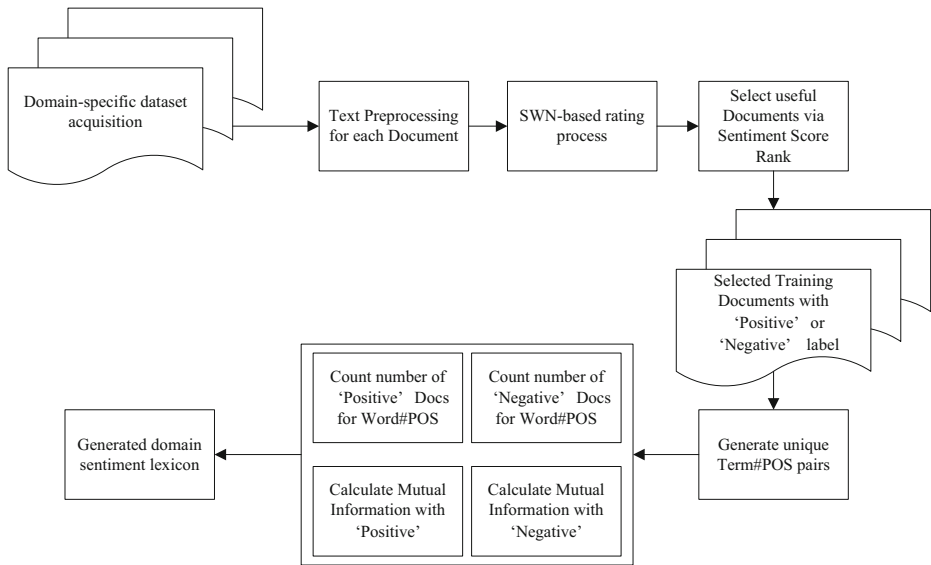 Domain-specific dataset
acquisition
Text Preprocessing
for each Document
SWN-based rating
process
Select useful
Documents via
Sentiment Score
Rank
Selected Training
Documents with
‘Positive’ or
‘Negative’ label
Generate unique
Term#POS pairs
Count number of
‘Positive’ Docs
for Word#POS
Count number of
‘Negative’ Docs
for Word#POS
Calculate Mutual
Information with
‘Positive’
Calculate Mutual
Information with
‘Negative’
Generated domain
sentiment lexicon